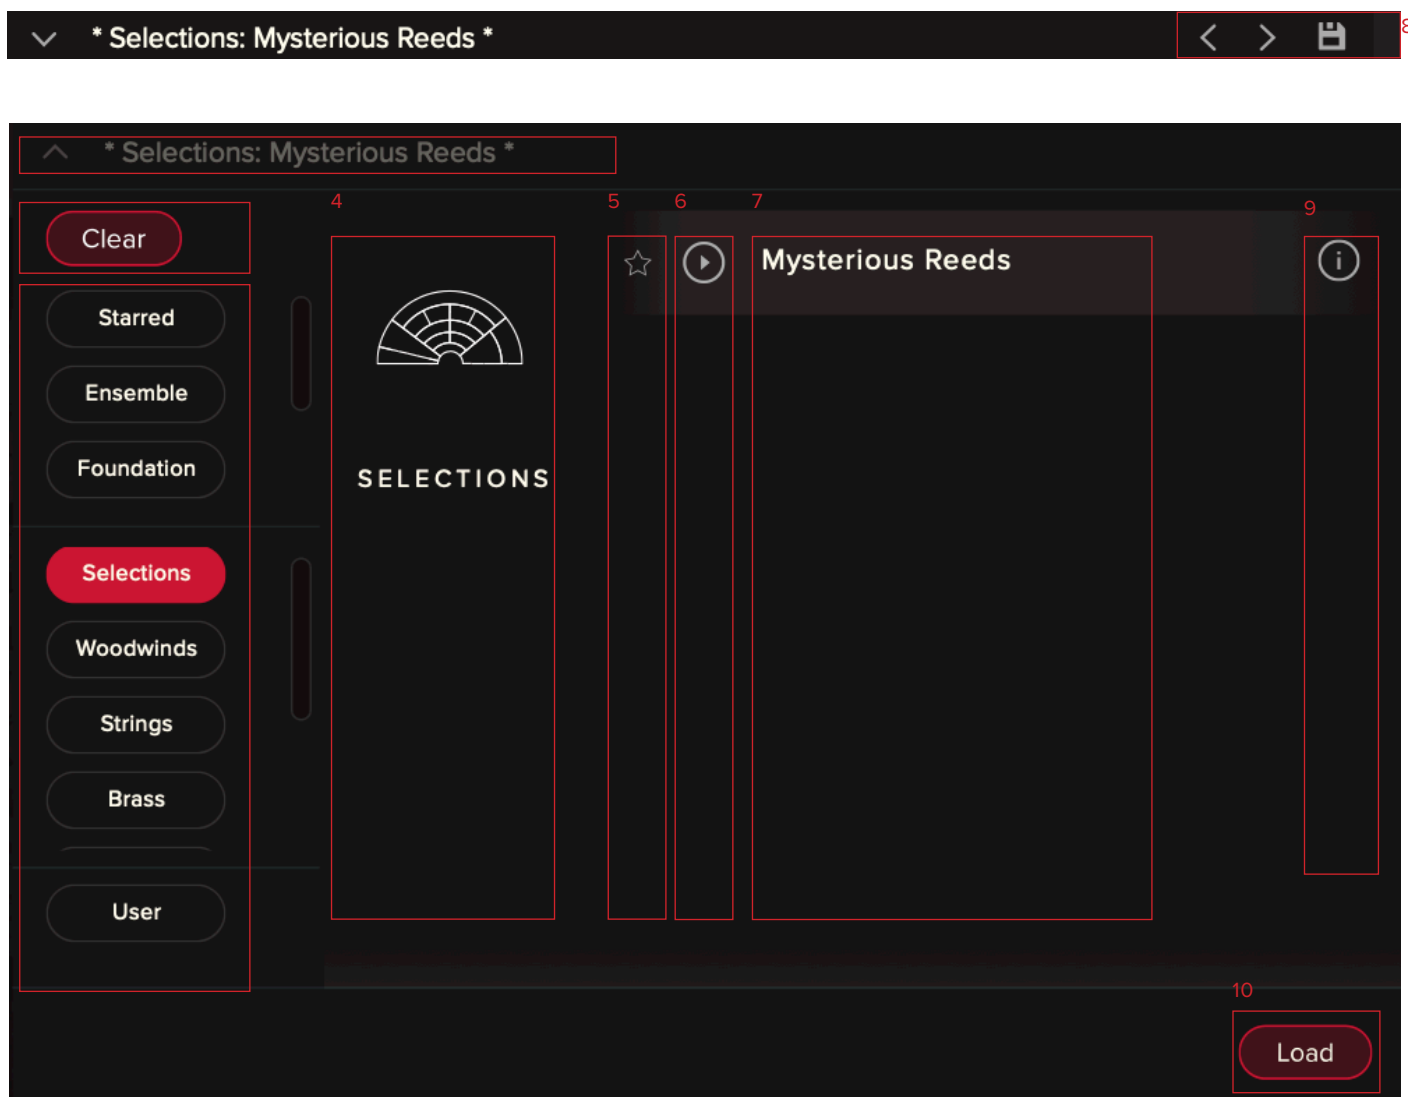 * Selections: Mysterious Reeds *
8
* Selections: Mysterious Reeds *
4
5
6
7
9
Clear
Mysterious Reeds
Starred
Ensemble
Foundation
SELECTIONS
Selections
Woodwinds
Strings
Brass
User
10
Load